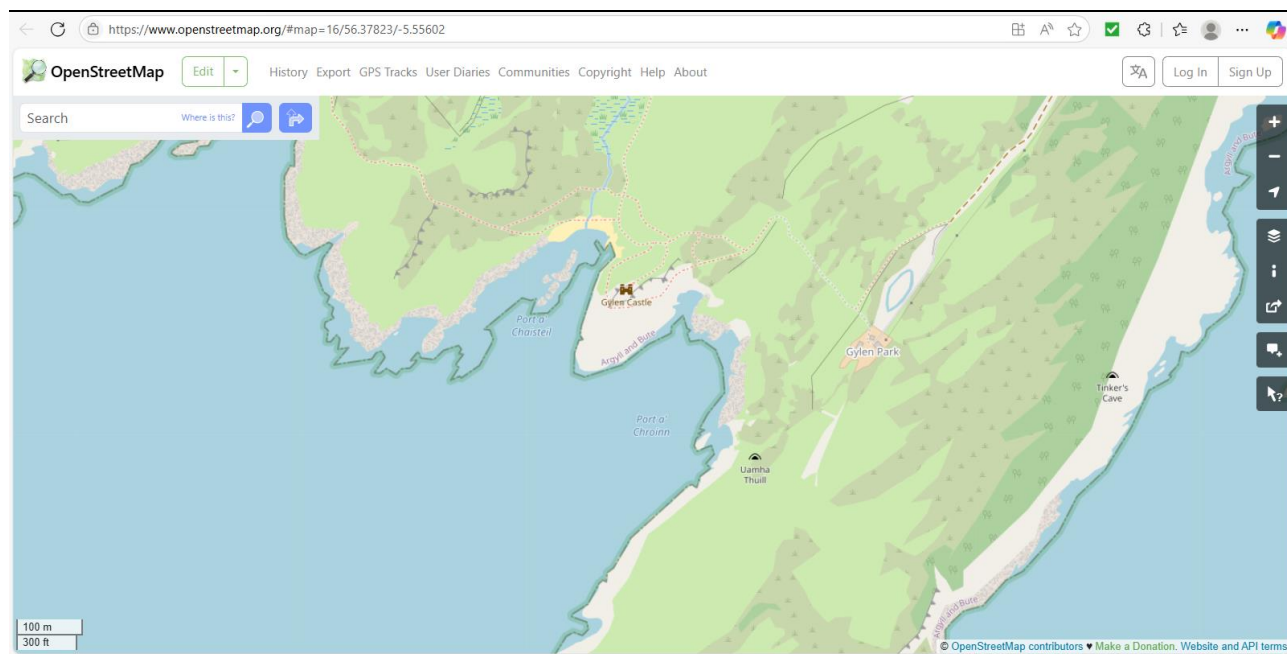 https://www.openstreetmap.org/#map=16/56.37823/-5.55602
OpenStreetMap
Edit
History Export GPS Tracks User Diaries Communities Copyright Help About
Log In
Sign Up
Search
Where is this?
Argyll and Bute
Gylen Castle
Port a'
Chaisteil
Argyll and Bute
Gylen Park
Tinker's
Cave
Port a'
Chroinn
Uamha
Thuill
Argyll and Bute
100 m
300 ft
© OpenStreetMap contributors ♥ Make a Donation. Website and API terms